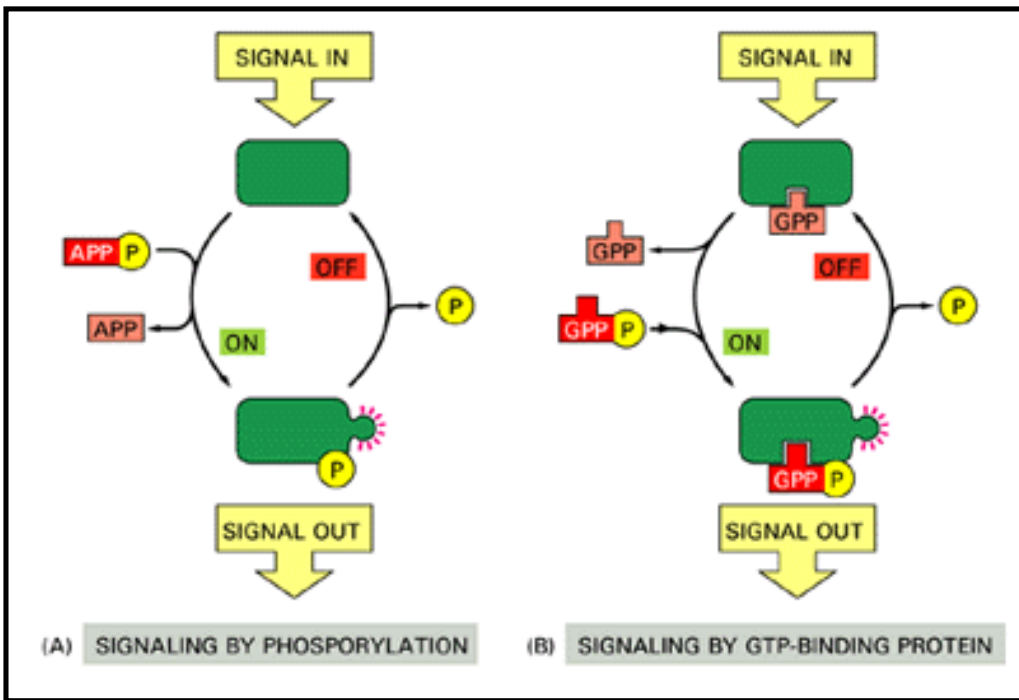 SIGNAL IN
APP P
APP
OFF
P
ON
P
SIGNAL OUT
(A) SIGNALING BY PHOSPORYLATION
SIGNAL IN
GPP
GPP
GPP P
OFF
P
ON
GPP P
SIGNAL OUT
(B) SIGNALING BY GTP-BINDING PROTEIN